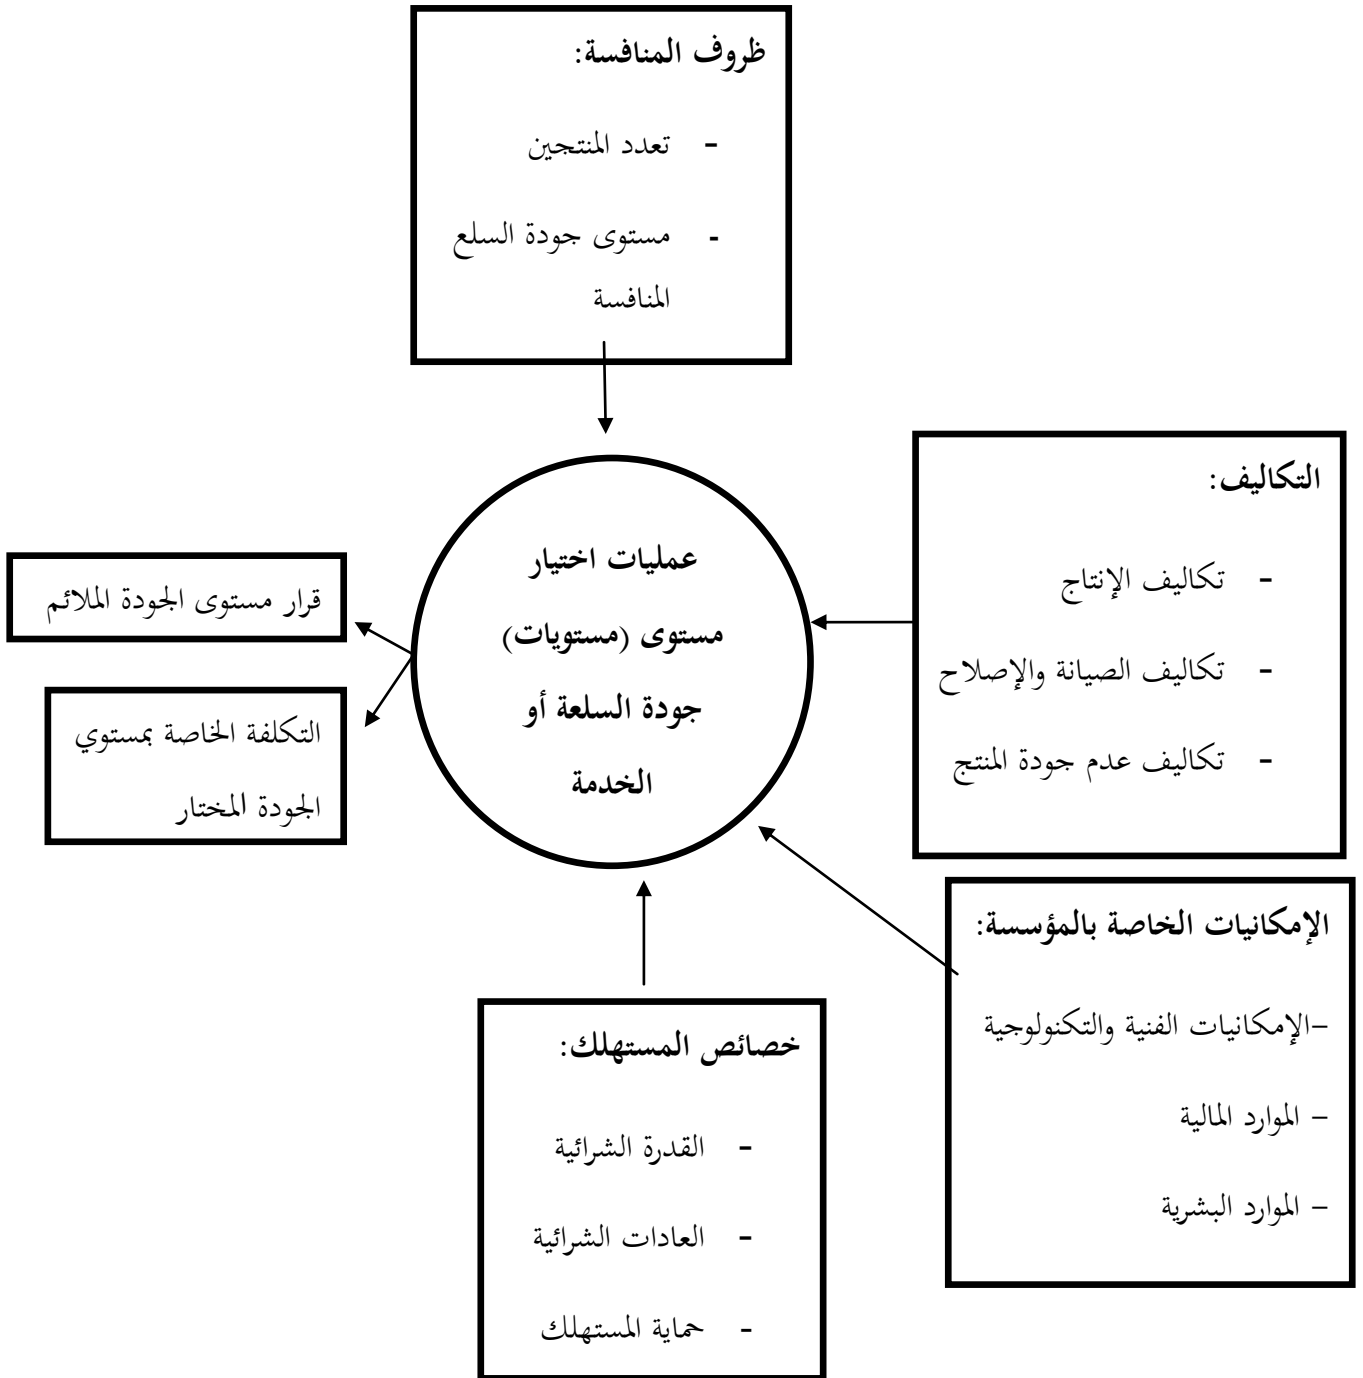 ظروف المنافسة:
- تعدد المنتجين
- مستوى جودة السلع
المنافسة
التكاليف:
- تكاليف الإنتاج
- تكاليف الصيانة والإصلاح
- تكاليف عدم جودة المنتج
عمليات اختيار
مستوى (مستويات)
جودة السلعة أو
الخدمة
قرار مستوى الجودة الملائم
التكلفة الخاصة بمستوي
الجودة المختار
الإمكانيات الخاصة بالمؤسسة:
-الإمكانيات الفنية والتكنولوجية
- الموارد المالية
- الموارد البشرية
خصائص المستهلك:
- القدرة الشرائية
- العادات الشرائية
- حماية المستهلك